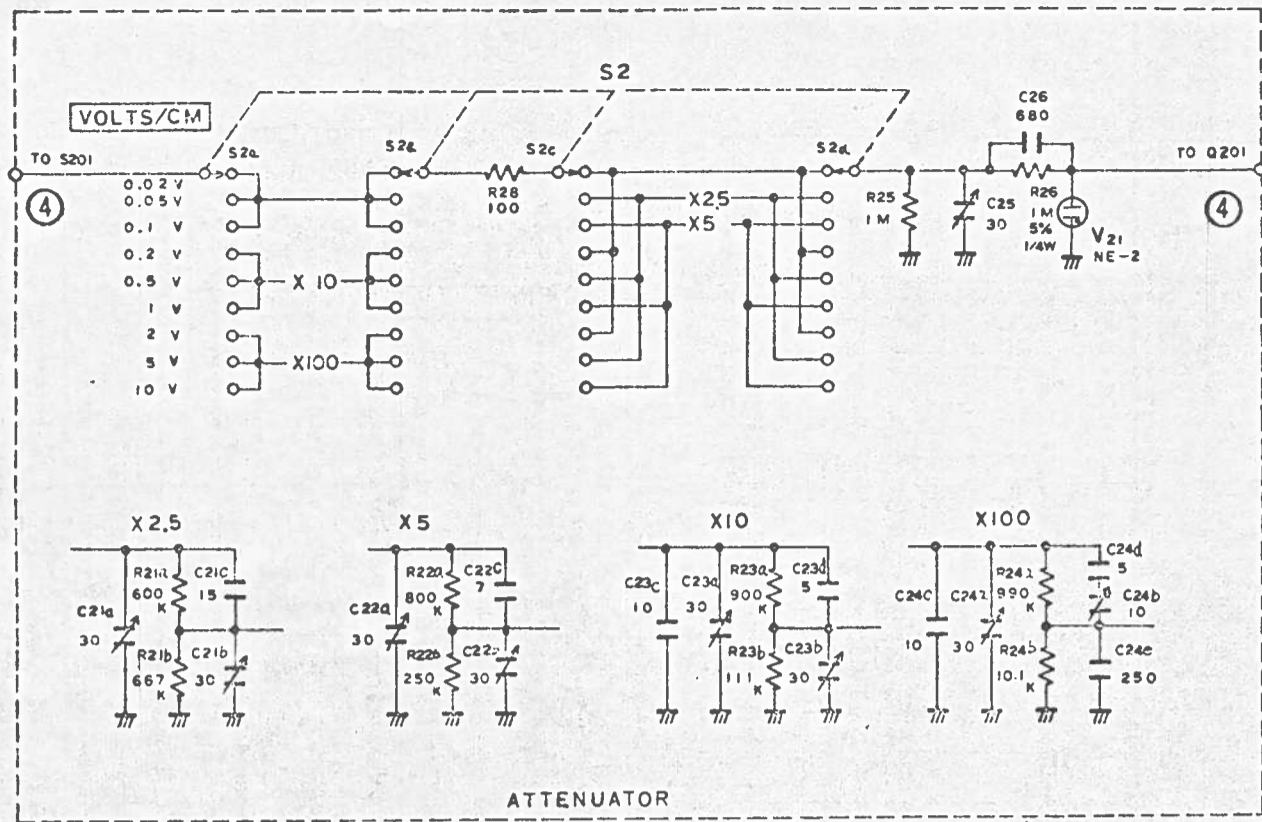 S2
VOLTS/CM
C26
680
TO S201
S2a
S2b
S2c
S2d
TO Q201
4
0.02 V
0.05 V
0.1 V
0.2 V
0.5 V
1 V
2 V
5 V
10 V
X 10
X100
R28
100
X2.5
X5
R25
1M
C25
30
R26
1M
5%
1/4W
V21
NE-2
4
X2.5
C21a
30
R21a
600
K
C21C
15
R21b
667
K
C21b
30
X5
C22a
30
R22a
800
K
C22C
7
R22b
250
K
30
X10
C23C
10
C23a
30
R23a
900
K
C23d
5
R23b
111
K
C23b
30
X100
C24C
10
C24a
30
R24a
990
K
C24d
5
C24b
10
R24b
10.1
K
C24e
250
ATTENUATOR